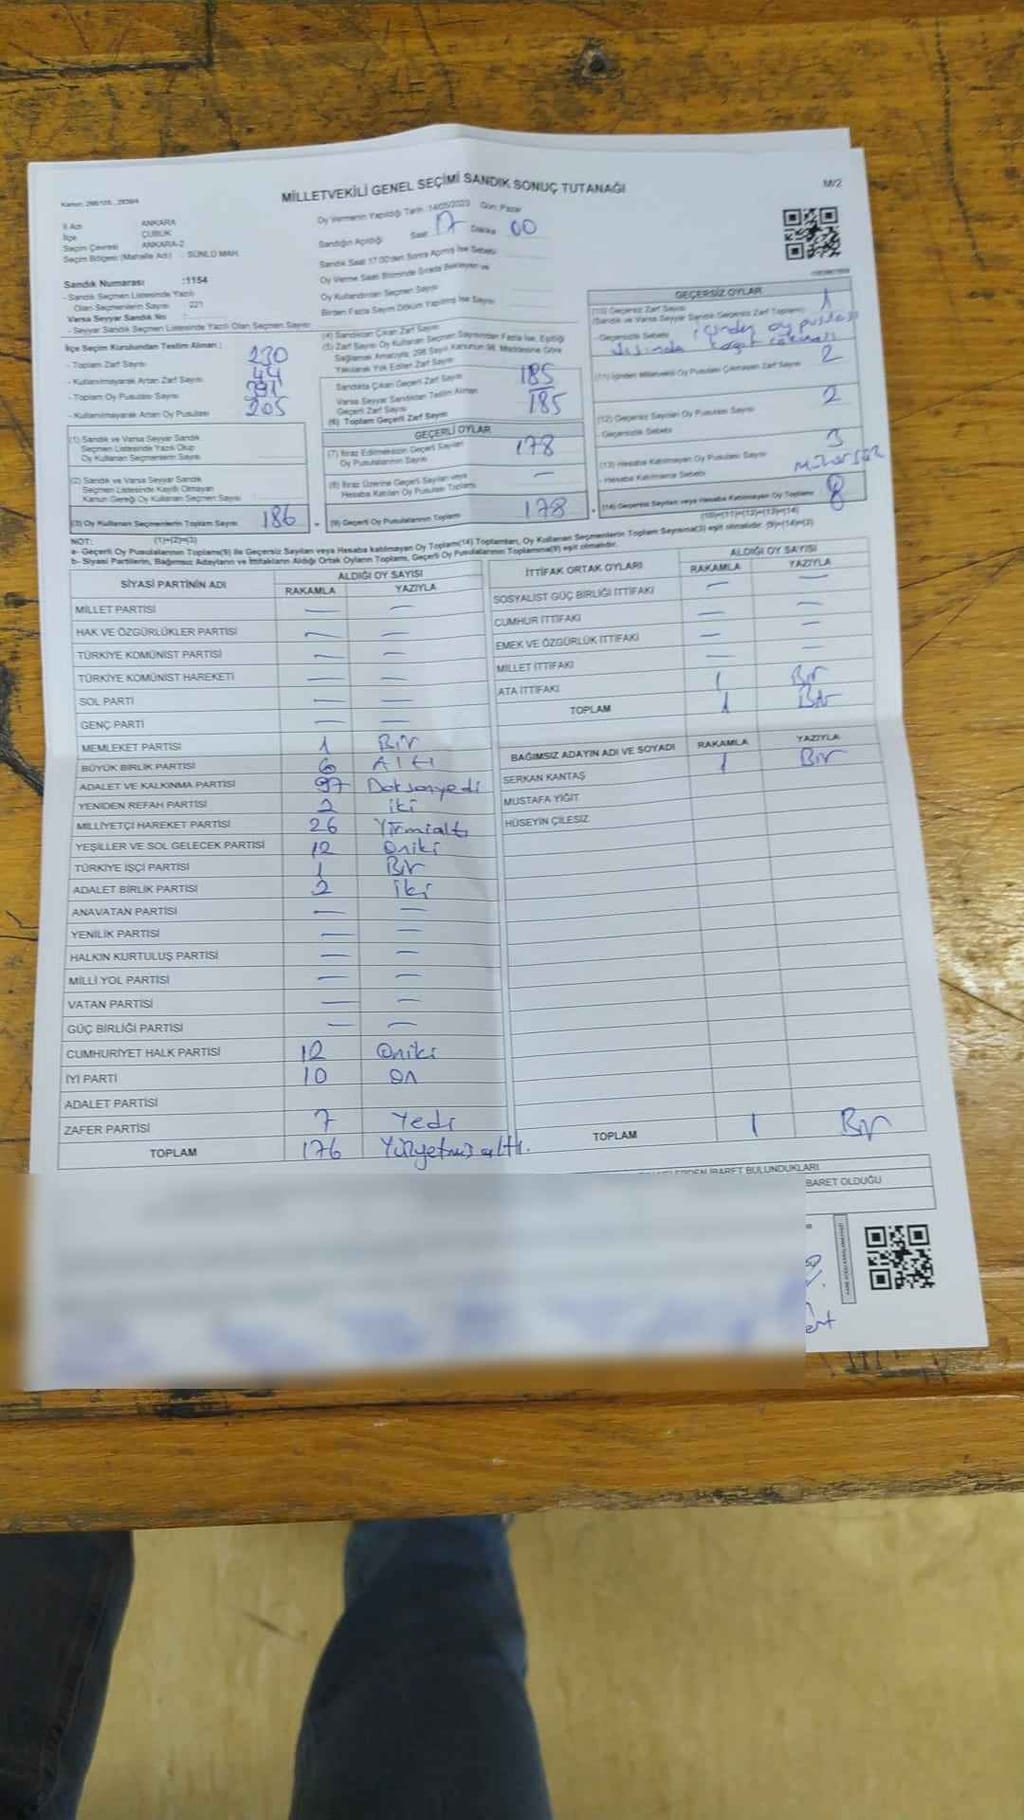 MİLLETVEKİLİ GENEL SEÇİMİ SANDIK SONUÇ TUTANAĞI
M/2
İl Adı ANKARA
İlçe ÇUBUK
Seçim Çevresi ANKARA-2
Seçim Bölgesi (Mahalle Adı) : SÜNLÜ MAH.
Oy Vermenin Yapıldığı Tarih :14/05/2023 Gün: Pazar
Sandığın Açıldığı Saat 17 Dakika 00
Sandık Saat 17:00'den Sonra Açılmış İse Sebebi
Oy Verme Saati Bitiminde Sırada Bekleyen ve
Oy Kullandırılan Seçmen Sayısı
Birden Fazla Sayım Döküm Yapılmış İse Sayısı
Sandık Numarası :1154
- Sandık Seçmen Listesinde Yazılı
Olan Seçmenlerin Sayısı : 221
Varsa Seyyar Sandık No :
- Seyyar Sandık Seçmen Listesinde Yazılı Olan Seçmen Sayısı:
İlçe Seçim Kurulundan Teslim Alınan :
- Toplam Zarf Sayısı 230
- Kullanılmayarak Artan Zarf Sayısı 44
- Toplam Oy Pusulası Sayısı 391
- Kullanılmayarak Artan Oy Pusulası 205
(1) Sandık ve Varsa Seyyar Sandık
Seçmen Listesinde Yazılı Olup
Oy Kullanan Seçmenlerin Sayısı
(2) Sandık ve Varsa Seyyar Sandık
Seçmen Listesinde Kayıtlı Olmayan
Kanun Gereği Oy Kullanan Seçmen Sayısı
(3) Oy Kullanan Seçmenlerin Toplam Sayısı 186
(1)+(2)=(3)
(4) Sandıktan Çıkan Zarf Sayısı
(5) Zarf Sayısı Oy Kullanan Seçmen Sayısından Fazla İse, Eşitliği
Sağlamak Amacıyla, 298 Sayılı Kanunun 98. Maddesine Göre
Yakılarak Yok Edilen Zarf Sayısı
Sandıkta Çıkan Geçerli Zarf Sayısı 185
Varsa Seyyar Sandıktan Teslim Alınan
Geçerli Zarf Sayısı
(6) Toplam Geçerli Zarf Sayısı 185
GEÇERLİ OYLAR
(7) İtiraz Edilmeksizin Geçerli Sayılan
Oy Pusulalarının Sayısı 178
(8) İtiraz Üzerine Geçerli Sayılan veya
Hesaba Katılan Oy Pusulası Toplamı —
(9) Geçerli Oy Pusulalarının Toplamı 178
GEÇERSİZ OYLAR
(10) Geçersiz Zarf Sayısı 1
(Sandık ve Varsa Seyyar Sandık Geçersiz Zarf Toplamı)
- Geçersizlik Sebebi : içinden oy pusulası
dışında kağıt çıkması
(11) İçinden Milletvekili Oy Pusulası Çıkmayan Zarf Sayısı 2
(12) Geçersiz Sayılan Oy Pusulası Sayısı 2
- Geçersizlik Sebebi
(13) Hesaba Katılmayan Oy Pusulası Sayısı 3
- Hesaba Katılmama Sebebi mühürsüz
(14) Geçersiz Sayılan veya Hesaba Katılmayan Oy Toplamı 8
(10)+(11)+(12)+(13)=(14)
NOT:
a- Geçerli Oy Pusulalarının Toplamı(9) ile Geçersiz Sayılan veya Hesaba katılmayan Oy Toplamı(14) Toplamları, Oy Kullanan Seçmenlerin Toplam Sayısına(3) eşit olmalıdır. (9)+(14)=(3)
b- Siyasi Partilerin, Bağımsız Adayların ve İttifakların Aldığı Ortak Oyların Toplamı, Geçerli Oy Pusulalarının Toplamına(9) eşit olmalıdır.
SİYASİ PARTİNİN ADI ALDIĞI OY SAYISI
RAKAMLA YAZIYLA
MİLLET PARTİSİ — —
HAK VE ÖZGÜRLÜKLER PARTİSİ — —
TÜRKİYE KOMÜNİST PARTİSİ — —
TÜRKİYE KOMÜNİST HAREKETİ — —
SOL PARTİ — —
GENÇ PARTİ — —
MEMLEKET PARTİSİ 1 Bir
BÜYÜK BİRLİK PARTİSİ 6 Altı
ADALET VE KALKINMA PARTİSİ 97 Doksanyedi
YENİDEN REFAH PARTİSİ 2 iki
MİLLİYETÇİ HAREKET PARTİSİ 26 Yirmialtı
YEŞİLLER VE SOL GELECEK PARTİSİ 12 Oniki
TÜRKİYE İŞÇİ PARTİSİ 1 Bir
ADALET BİRLİK PARTİSİ 2 iki
ANAVATAN PARTİSİ — —
YENİLİK PARTİSİ — —
HALKIN KURTULUŞ PARTİSİ — —
MİLLİ YOL PARTİSİ — —
VATAN PARTİSİ — —
GÜÇ BİRLİĞİ PARTİSİ — —
CUMHURİYET HALK PARTİSİ 12 Oniki
İYİ PARTİ 10 On
ADALET PARTİSİ
ZAFER PARTİSİ 7 Yedi
TOPLAM 176 Yüzyetmişaltı.
İTTİFAK ORTAK OYLARI ALDIĞI OY SAYISI
RAKAMLA YAZIYLA
SOSYALİST GÜÇ BİRLİĞİ İTTİFAKI — —
CUMHUR İTTİFAKI — —
EMEK VE ÖZGÜRLÜK İTTİFAKI — —
MİLLET İTTİFAKI — —
ATA İTTİFAKI 1 Bir
TOPLAM 1 Bir
BAĞIMSIZ ADAYIN ADI VE SOYADI RAKAMLA YAZIYLA
SERKAN KANTAŞ 1 Bir
MUSTAFA YİĞİT
HÜSEYİN ÇİLESİZ
TOPLAM 1 Bir
İBARET BULUNDUKLARI
BARET OLDUĞU